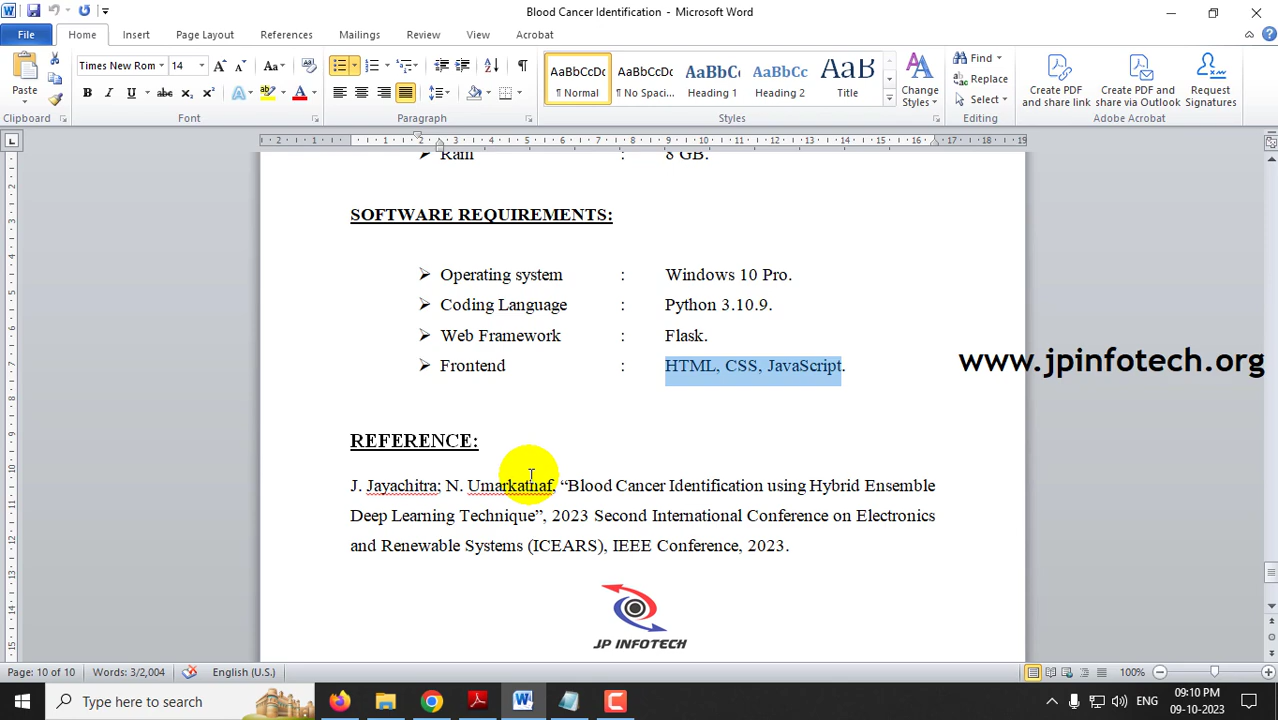 Blood Cancer Identification - Microsoft Word
File Home Insert Page Layout References Mailings Review View Acrobat
Times New Rom 14 Aa
Paste
B I U abc X₂ X² A A
AaBbCcDc AaBbCcDc AaBbC AaBbCc AaB
¶ Normal ¶ No Spaci... Heading 1 Heading 2 Title
Change Styles
Find
Replace
Select
Create PDF and share link
Create PDF and share via Outlook
Request Signatures
Clipboard Font Paragraph Styles Editing Adobe Acrobat
Ram : 8 GB.
SOFTWARE REQUIREMENTS:
➢ Operating system : Windows 10 Pro.
➢ Coding Language : Python 3.10.9.
➢ Web Framework : Flask.
➢ Frontend : HTML, CSS, JavaScript.
www.jpinfotech.org
REFERENCE:
J. Jayachitra; N. Umarkatnaf, “Blood Cancer Identification using Hybrid Ensemble
Deep Learning Technique”, 2023 Second International Conference on Electronics
and Renewable Systems (ICEARS), IEEE Conference, 2023.
JP INFOTECH
Page: 10 of 10 Words: 3/2,004 English (U.S.) 100%
Type here to search
ENG 09:10 PM
09-10-2023